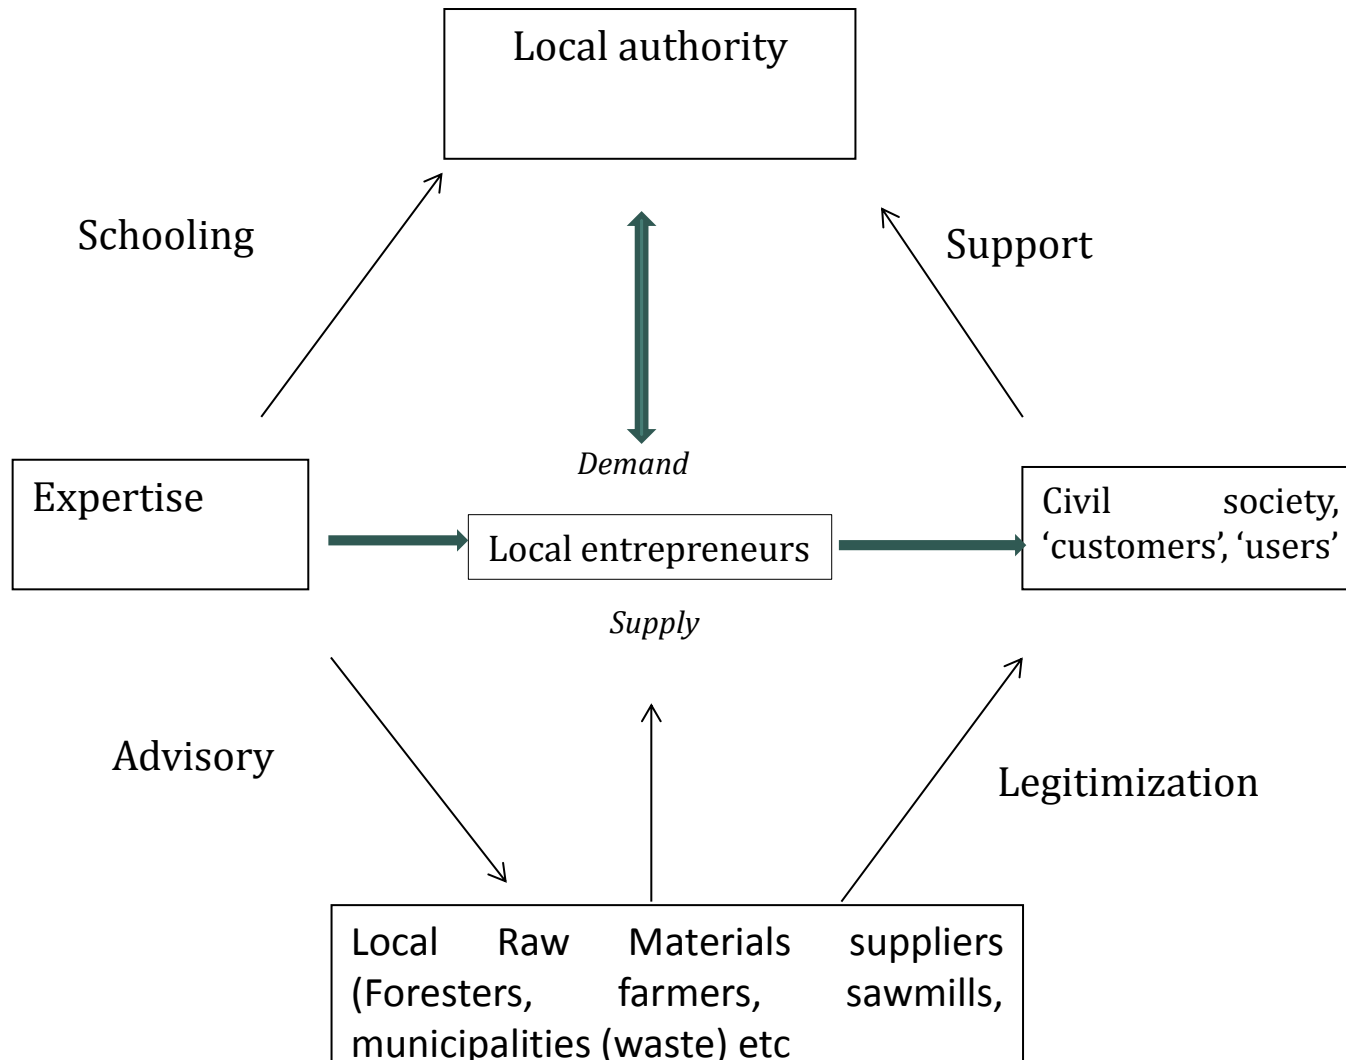 Local authority
Schooling
Support
Demand
Expertise
Local entrepreneurs
Civil society,
‘customers’, ‘users’
Supply
Advisory
Legitimization
Local Raw Materials suppliers
(Foresters, farmers, sawmills,
municipalities (waste) etc